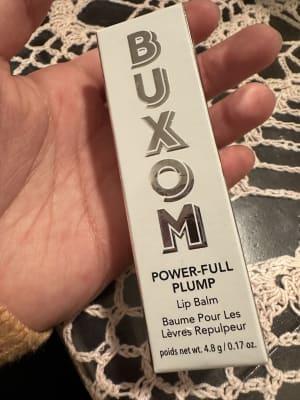 BUXOM
POWER-FULL
PLUMP
Lip Balm
Baume Pour Les
Lèvres Repulpeur
poids net wt. 4.8 g / 0.17 oz.